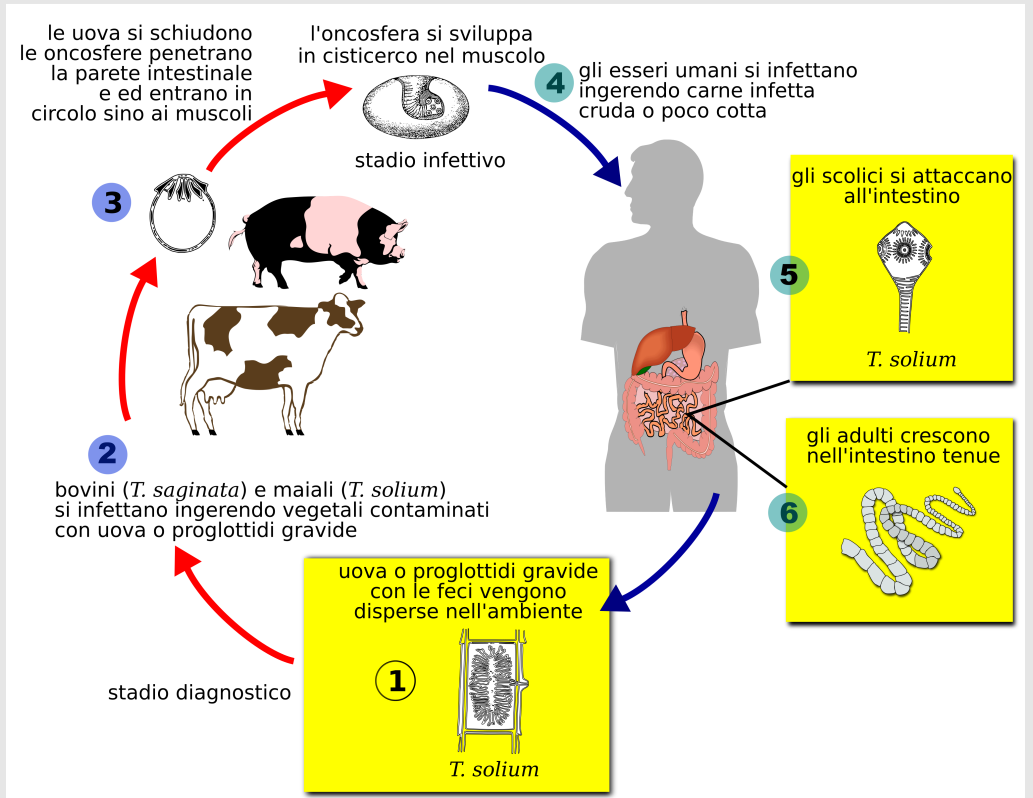 le uova si schiudono
le oncosfere penetrano
la parete intestinale
e ed entrano in
circolo sino ai muscoli
l'oncosfera si sviluppa
in cisticerco nel muscolo
stadio infettivo
4
gli esseri umani si infettano
ingerendo carne infetta
cruda o poco cotta
3
gli scolici si attaccano
all'intestino
5
T. solium
2
bovini (T. saginata) e maiali (T. solium)
si infettano ingerendo vegetali contaminati
con uova o proglottidi gravide
gli adulti crescono
nell'intestino tenue
6
uova o proglottidi gravide
con le feci vengono
disperse nell'ambiente
1
stadio diagnostico
T. solium